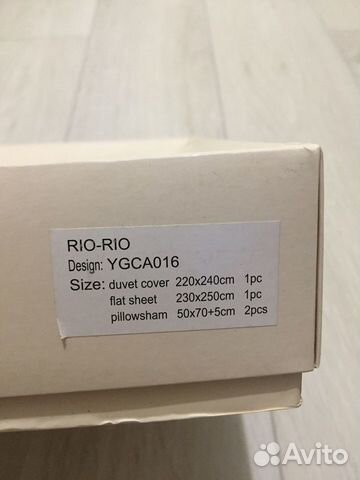 RIO-RIO
Design: YGCA016
Size: duvet cover 220x240cm 1pc
flat sheet 230x250cm 1pc
pillowsham 50x70+5cm 2pcs
Avito